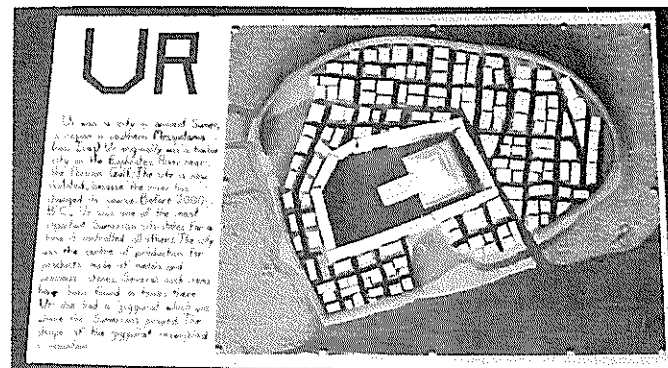 UR
Ur was a city in ancient Sumer,
a region in southern Mesopotamia
Ur originally was a harbor
city on the Euphrates River near
the Persian Gulf. The site is now
isolated, because the river has
changed its course. Before 2000
B.C., Ur was one of the most
important Sumerian city-states for a
time it controlled all others. The city
was the centre of production for
products made of metals and
precious stones. Several such items
have been found in tombs there.
Ur also had a ziggurat which was
where the Sumerians prayed. The
shape of the ziggurat resembled
a mountain.